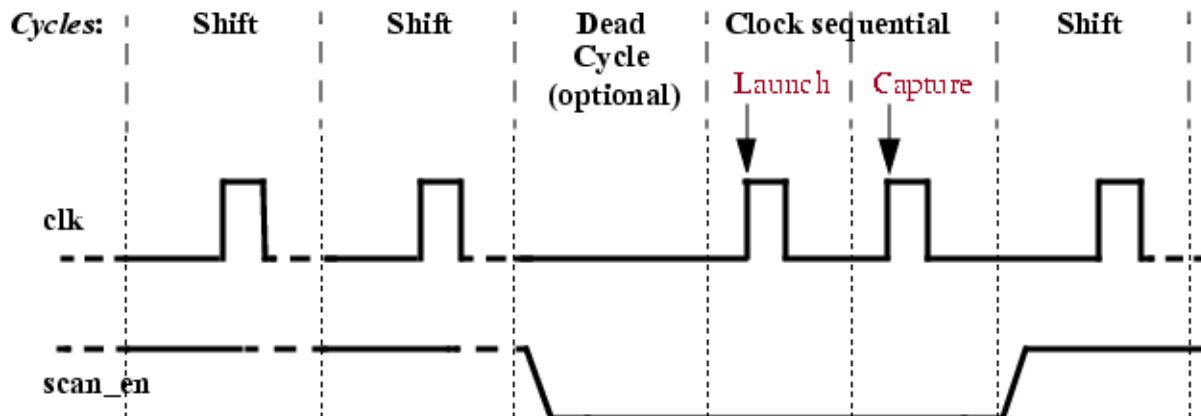 Cycles: Shift Shift Dead Clock sequential Shift
Cycle
(optional)
Launch Capture
clk
scan_en